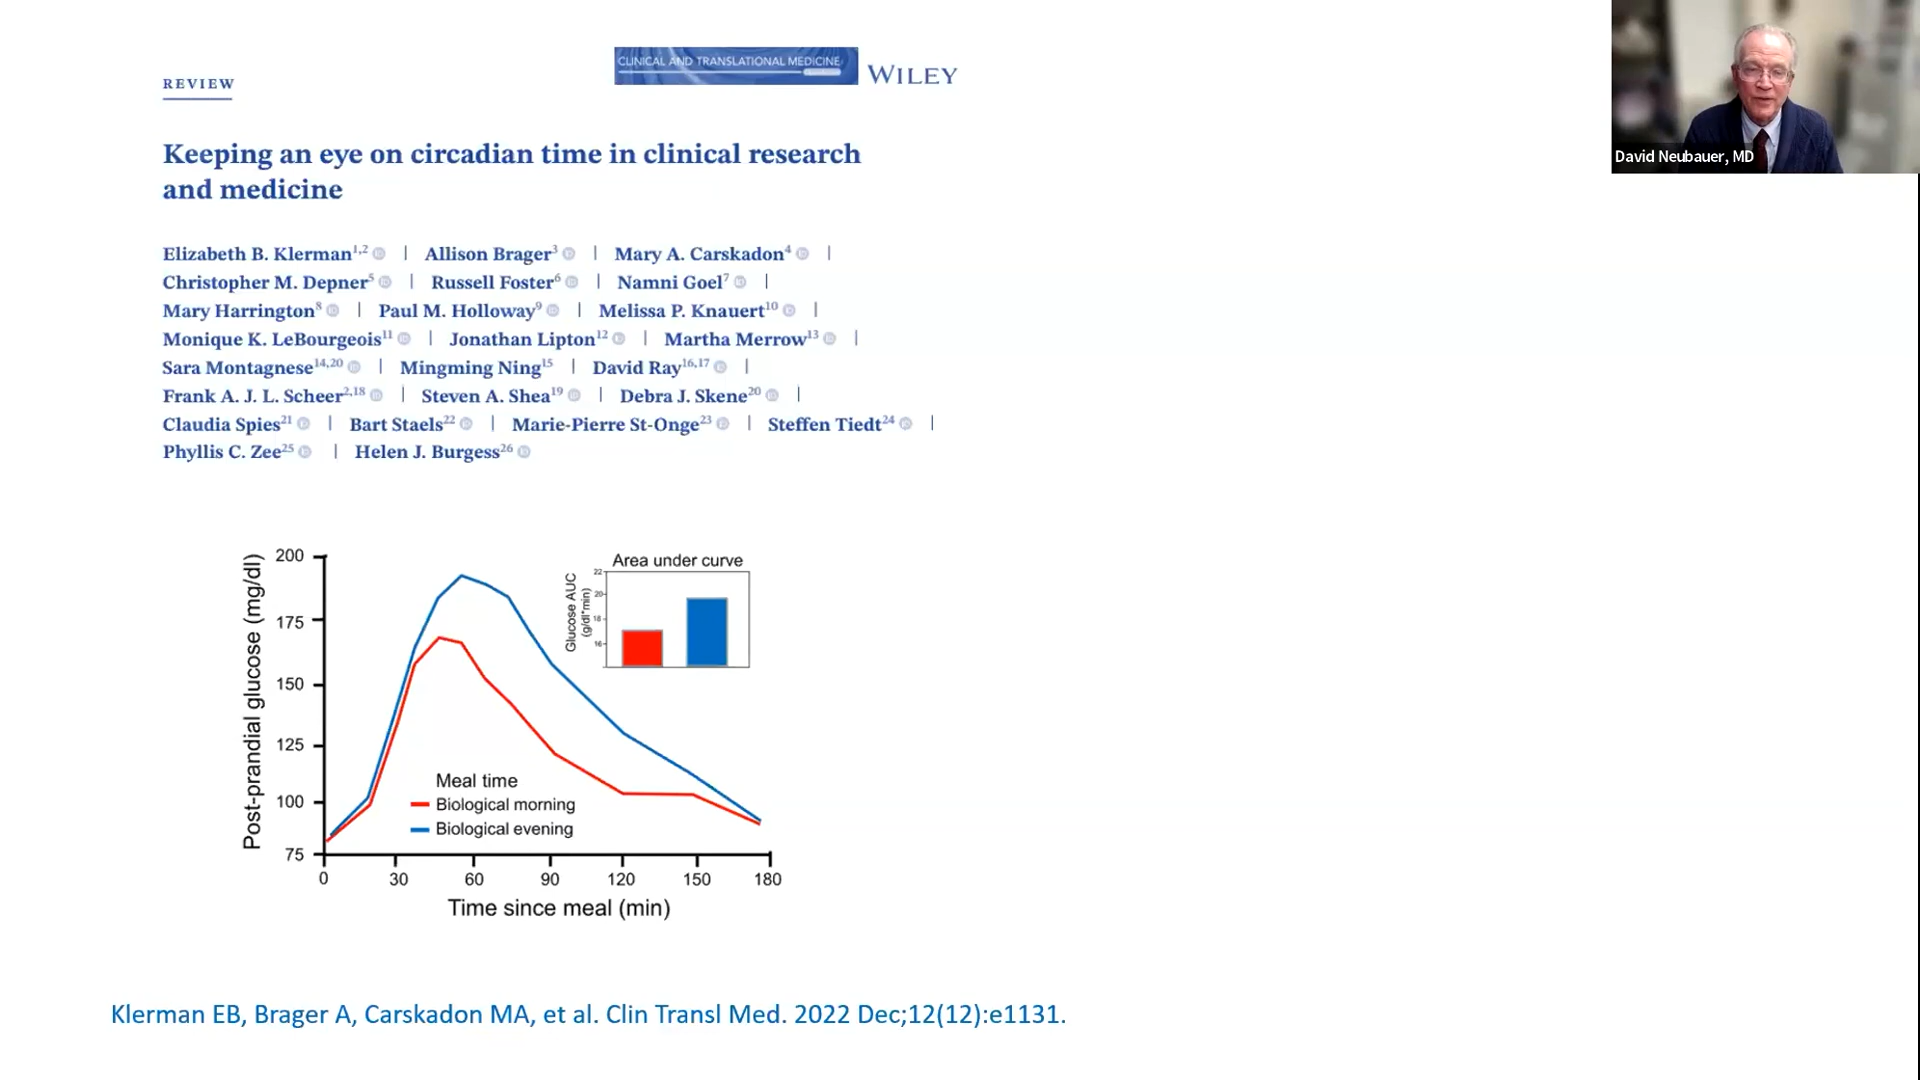 REVIEW
CLINICAL AND TRANSLATIONAL MEDICINE
WILEY
David Neubauer, MD
Keeping an eye on circadian time in clinical research
and medicine
Elizabeth B. Klerman1,2 | Allison Brager3 | Mary A. Carskadon4 |
Christopher M. Depner5 | Russell Foster6 | Namni Goel7 |
Mary Harrington8 | Paul M. Holloway9 | Melissa P. Knauert10 |
Monique K. LeBourgeois11 | Jonathan Lipton12 | Martha Merrow13 |
Sara Montagnese14,20 | Mingming Ning15 | David Ray16,17 |
Frank A. J. L. Scheer2,18 | Steven A. Shea19 | Debra J. Skene20 |
Claudia Spies21 | Bart Staels22 | Marie-Pierre St-Onge23 | Steffen Tiedt24 |
Phyllis C. Zee25 | Helen J. Burgess26
Post-prandial glucose (mg/dl)
200
175
150
125
100
75
0 30 60 90 120 150 180
Time since meal (min)
Meal time
Biological morning
Biological evening
Area under curve
Glucose AUC
(g/dl*min)
22
20
18
16
Klerman EB, Brager A, Carskadon MA, et al. Clin Transl Med. 2022 Dec;12(12):e1131.